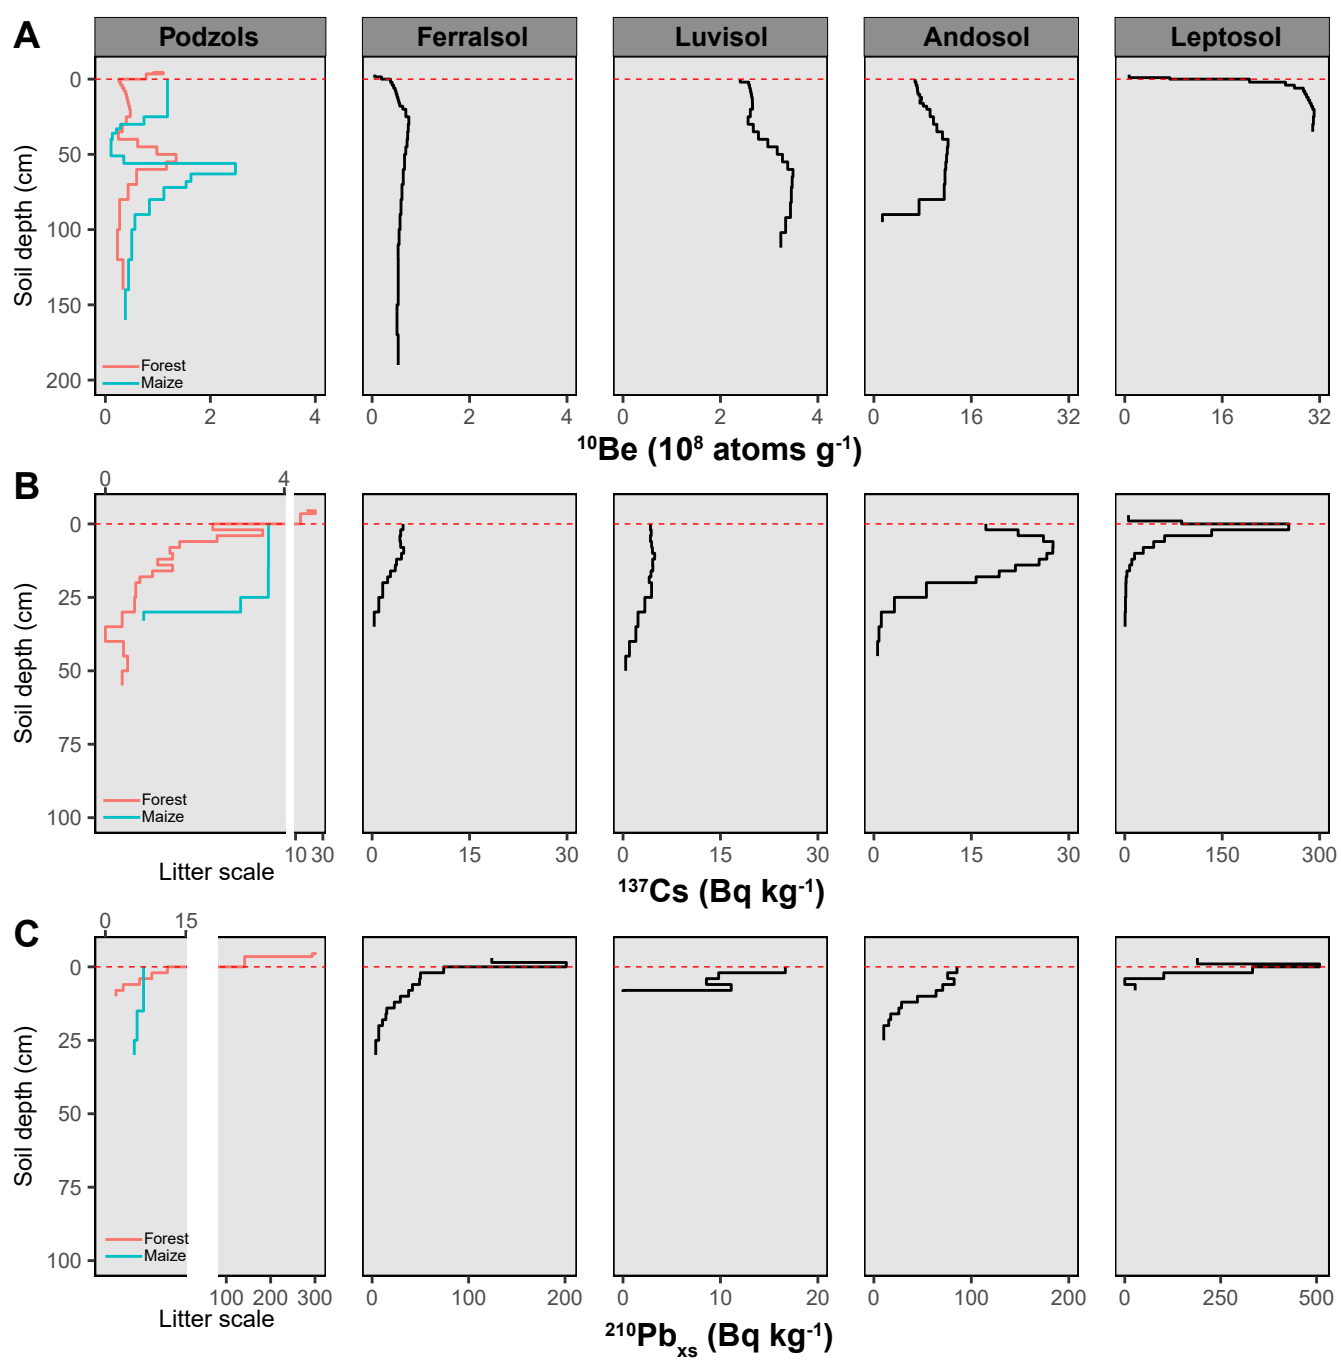 A
Podzols
Ferralsol
Luvisol
Andosol
Leptosol
Soil depth (cm)
0
50
100
150
200
Forest
Maize
0 2 4
0 2 4
0 2 4
0 16 32
0 16 32
¹⁰Be (10⁸ atoms g⁻¹)
B
0 4
Soil depth (cm)
0
25
50
75
100
Forest
Maize
10 30
Litter scale
0 30
0 15 30
0 15 30
0 150 300
¹³⁷Cs (Bq kg⁻¹)
C
0 15
Soil depth (cm)
0
25
50
75
100
Forest
Maize
100 200 300
Litter scale
0 100 200
0 10 20
0 100 200
0 250 500
²¹⁰Pbₓₛ (Bq kg⁻¹)